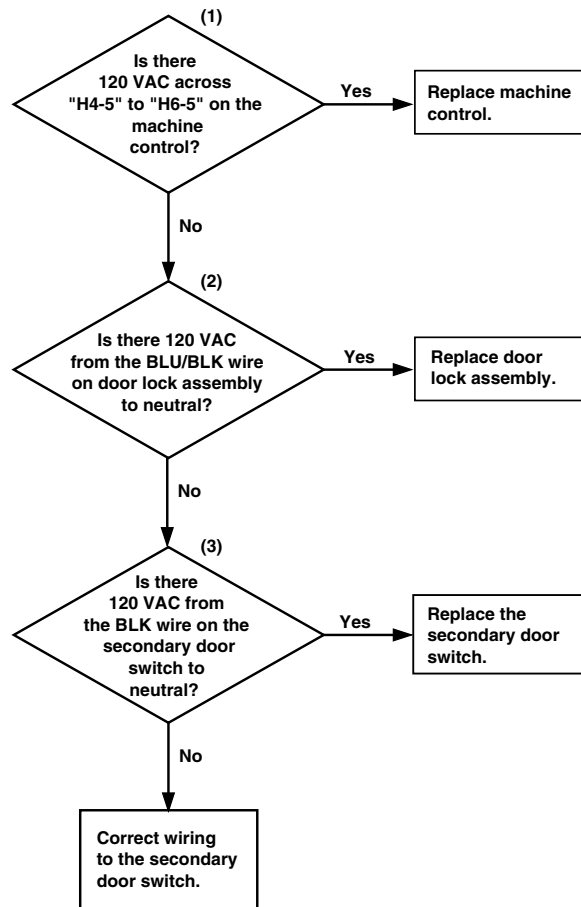 (1)
Is there
120 VAC across
"H4-5" to "H6-5" on the
machine
control?
Yes
Replace machine
control.
No
(2)
Is there 120 VAC
from the BLU/BLK wire
on door lock assembly
to neutral?
Yes
Replace door
lock assembly.
No
(3)
Is there
120 VAC from
the BLK wire on the
secondary door
switch to
neutral?
Yes
Replace the
secondary door
switch.
No
Correct wiring
to the secondary
door switch.